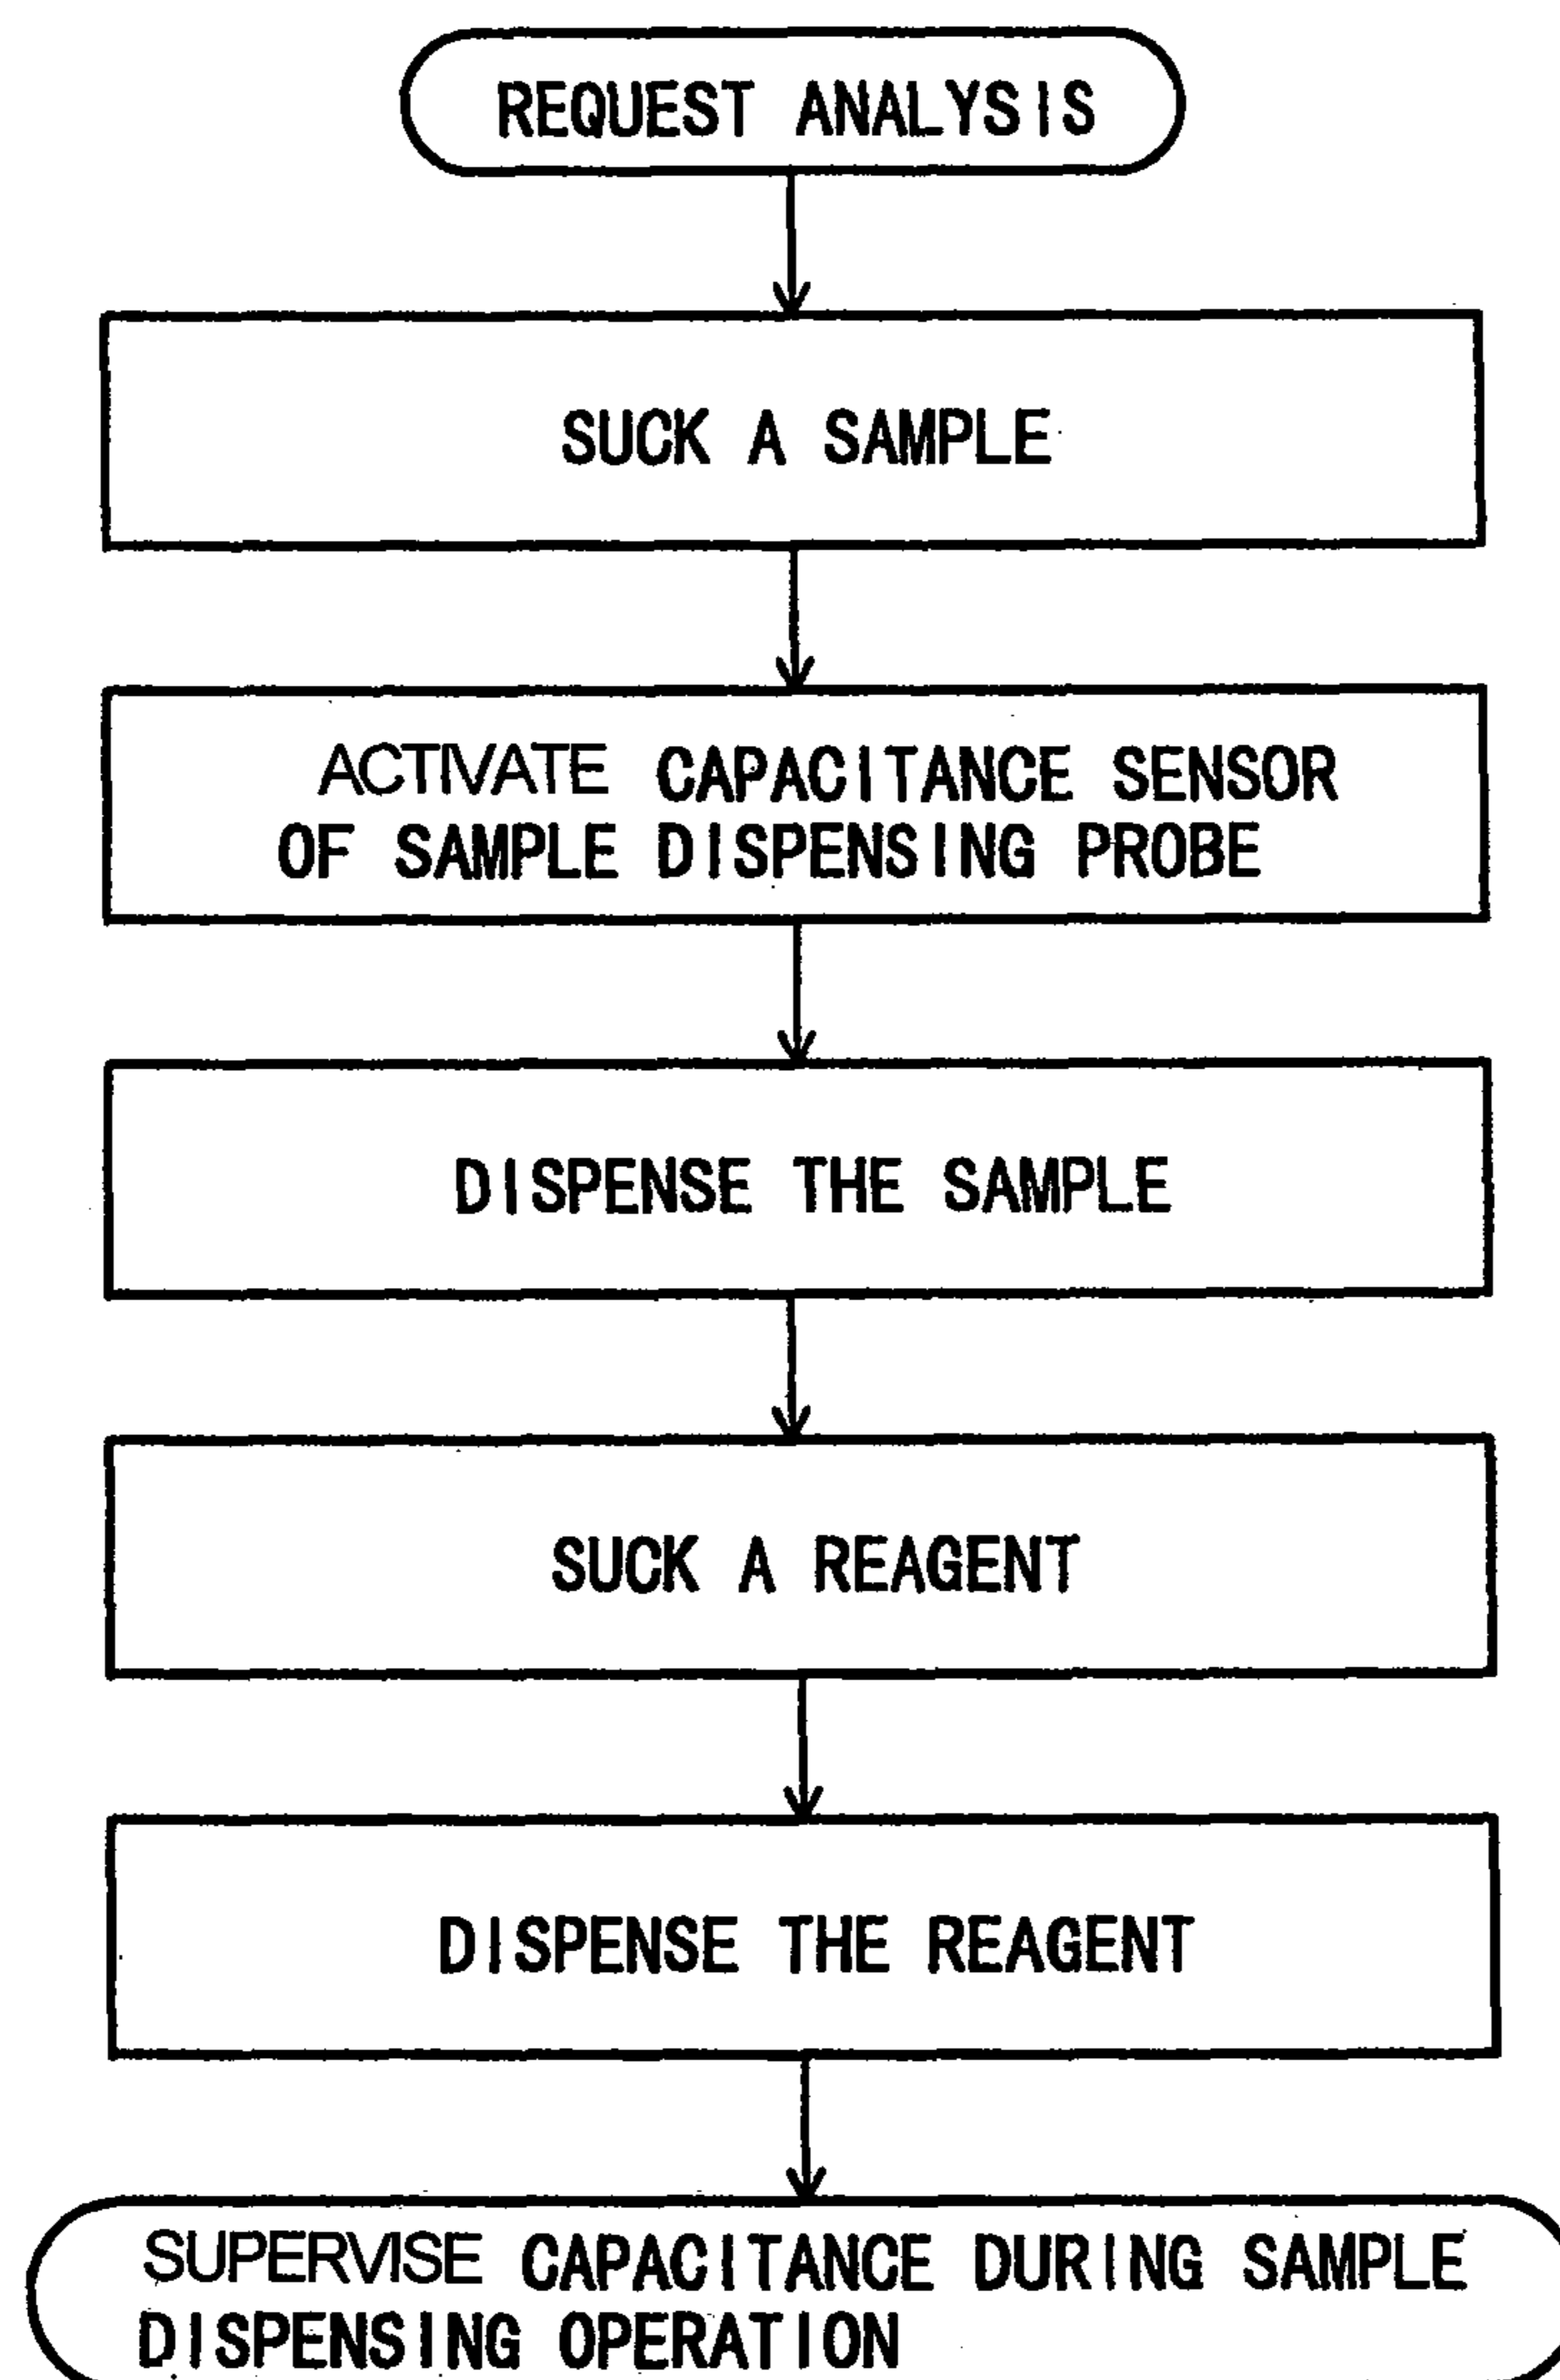 REQUEST ANALYSIS
SUCK A SAMPLE
ACTIVATE CAPACITANCE SENSOR
OF SAMPLE DISPENSING PROBE
DISPENSE THE SAMPLE
SUCK A REAGENT
DISPENSE THE REAGENT
SUPERVISE CAPACITANCE DURING SAMPLE
DISPENSING OPERATION